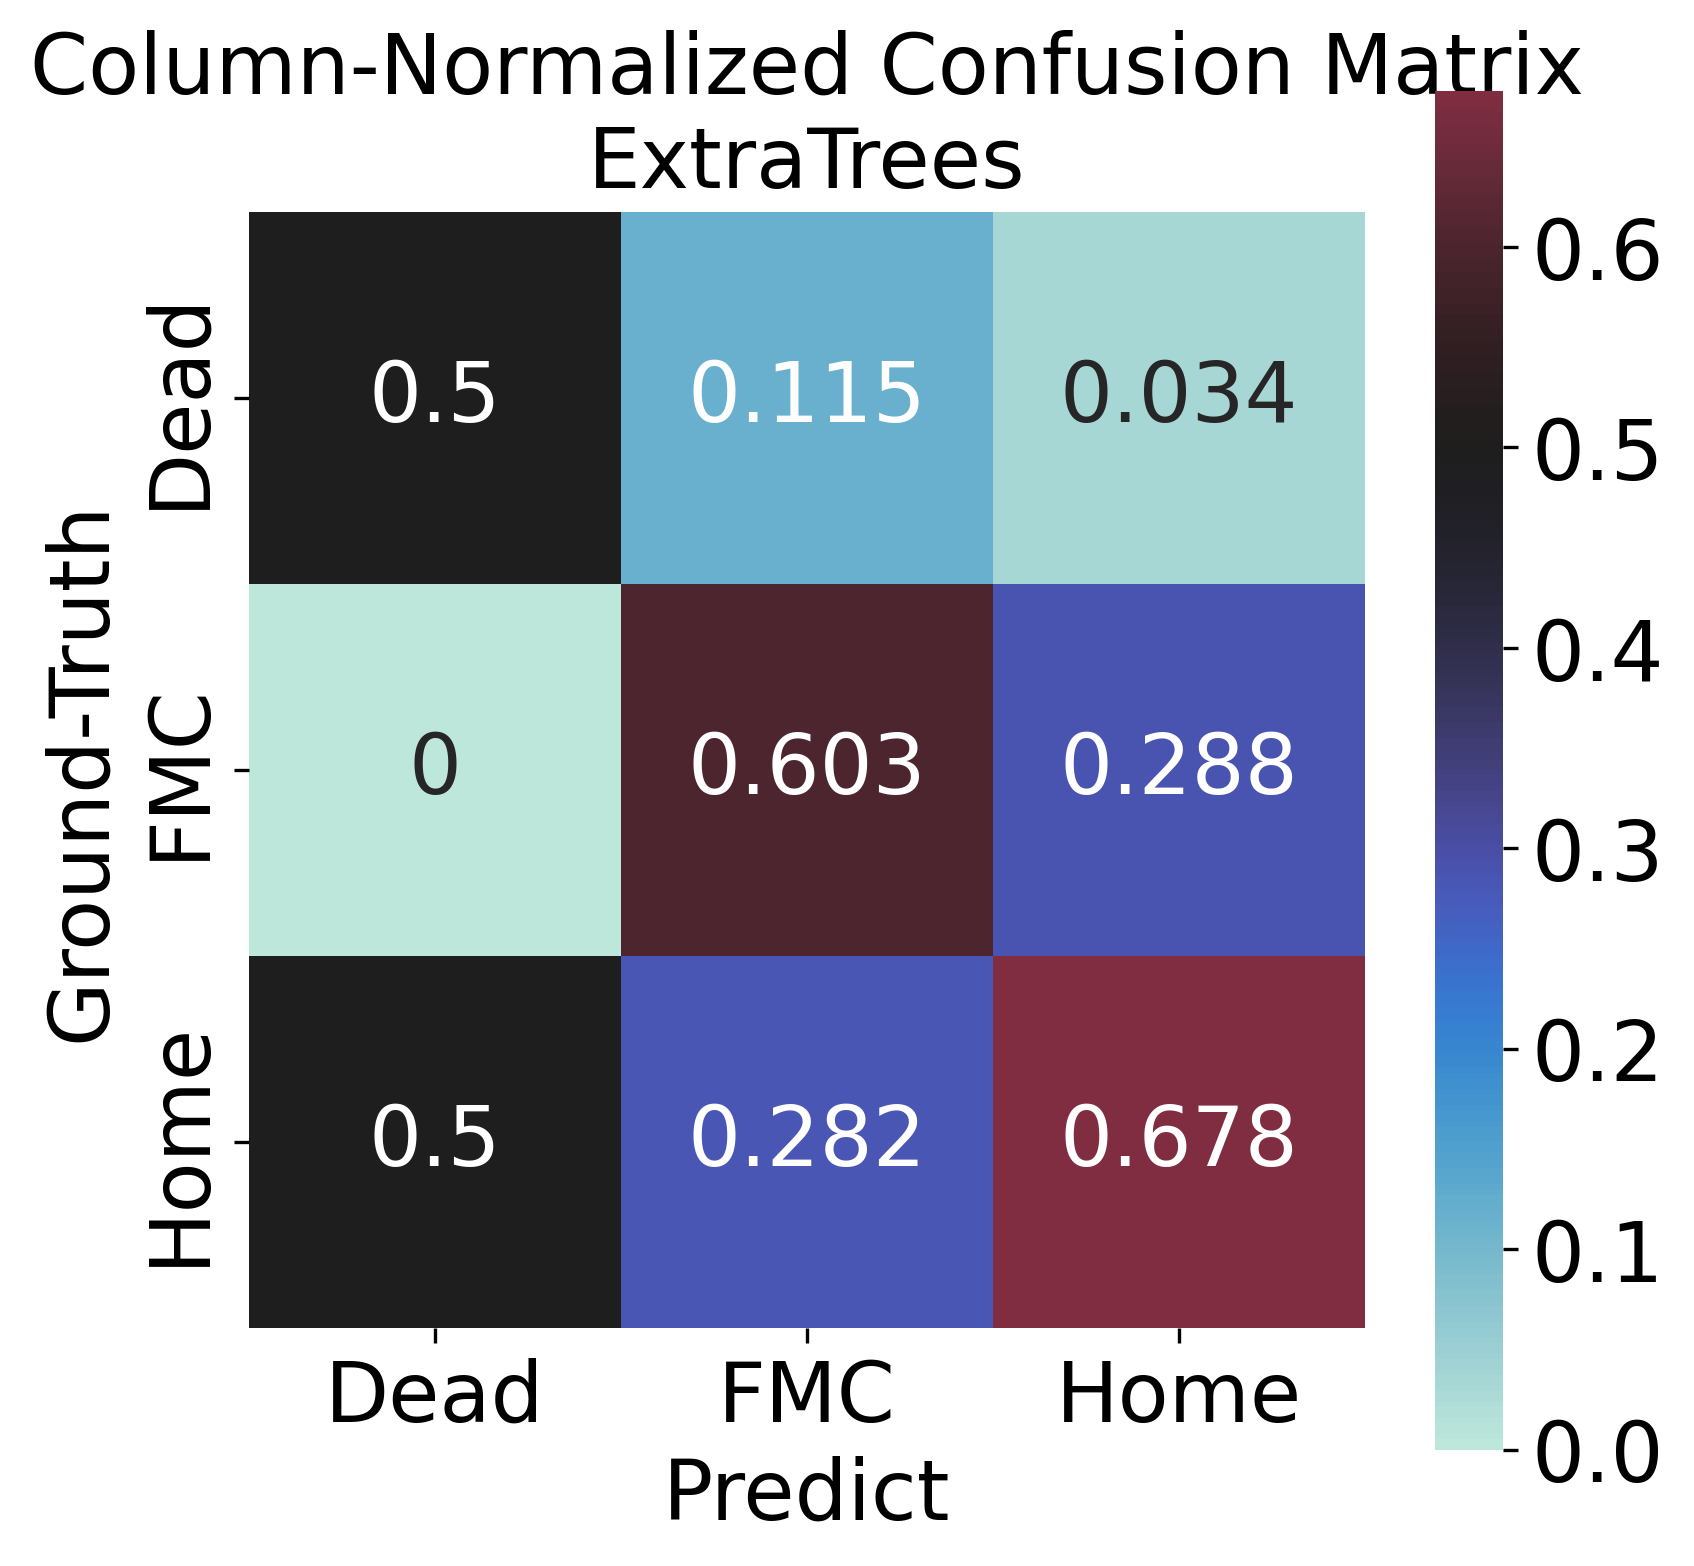 Column-Normalized Confusion Matrix
ExtraTrees
Ground-Truth
Dead
0.5 0.115 0.034
FMC
0 0.603 0.288
Home
0.5 0.282 0.678
Dead FMC Home
Predict
0.6
0.5
0.4
0.3
0.2
0.1
0.0